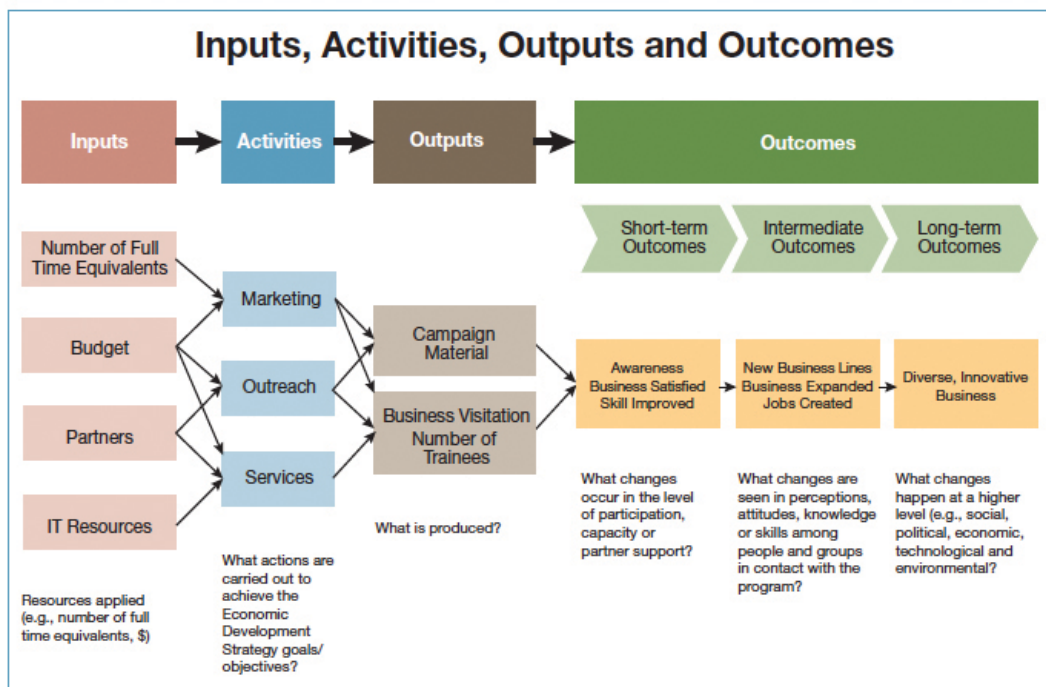 Inputs, Activities, Outputs and Outcomes
Inputs
Activities
Outputs
Outcomes
Short-term
Outcomes
Intermediate
Outcomes
Long-term
Outcomes
Number of Full
Time Equivalents
Budget
Partners
IT Resources
Resources applied
(e.g., number of full
time equivalents, $)
Marketing
Outreach
Services
What actions are
carried out to
achieve the
Economic
Development
Strategy goals/
objectives?
Campaign
Material
Business Visitation
Number of
Trainees
What is produced?
Awareness
Business Satisfied
Skill Improved
What changes
occur in the level
of participation,
capacity or
partner support?
New Business Lines
Business Expanded
Jobs Created
What changes are
seen in perceptions,
attitudes, knowledge
or skills among
people and groups
in contact with the
program?
Diverse, Innovative
Business
What changes
happen at a higher
level (e.g., social,
political, economic,
technological and
environmental?